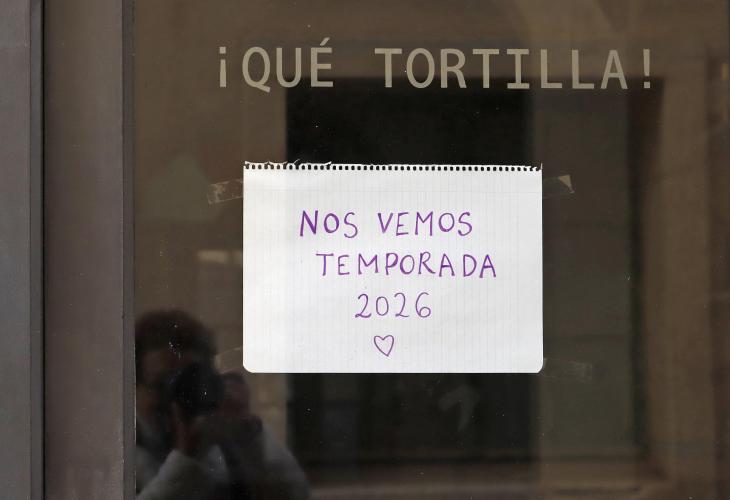 ¡QUÉ TORTILLA!
NOS VEMOS
TEMPORADA
2026